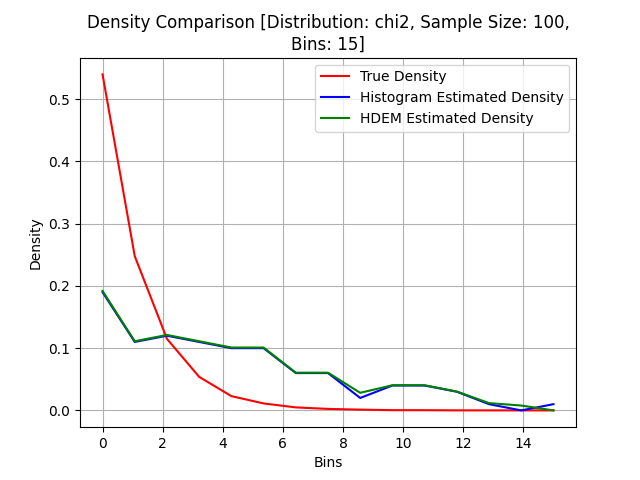 Density Comparison [Distribution: chi2, Sample Size: 100,
Bins: 15]
True Density
Histogram Estimated Density
HDEM Estimated Density
Density
0.5
0.4
0.3
0.2
0.1
0.0
0 2 4 6 8 10 12 14
Bins